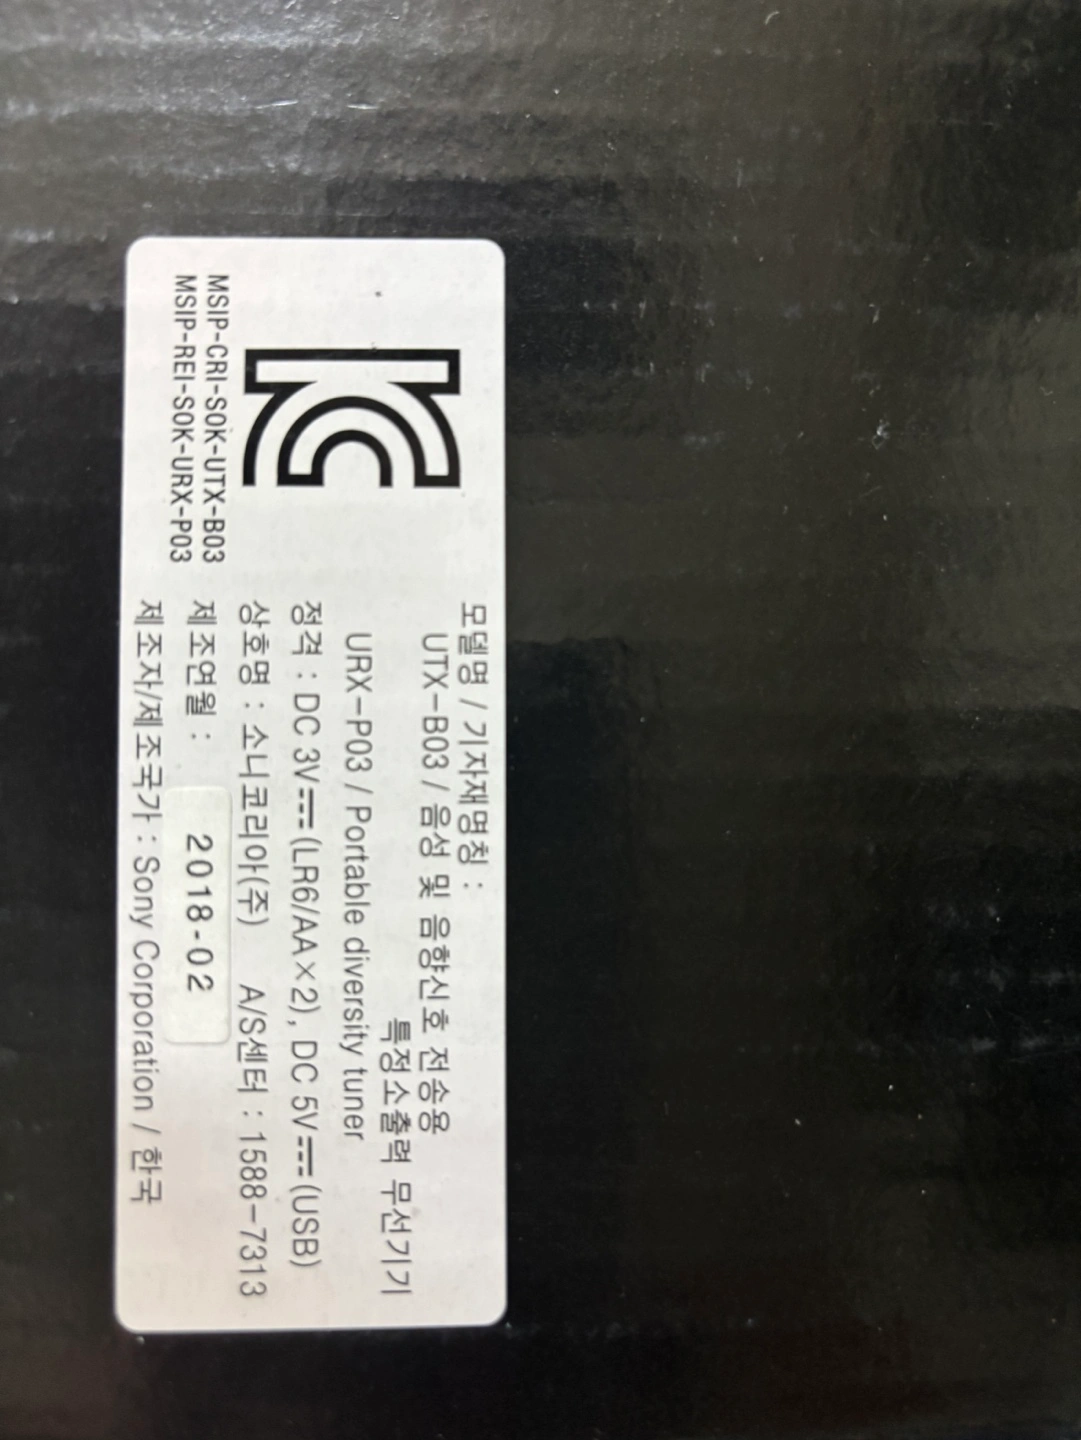 KC
MSIP-CRI-SOK-UTX-B03
MSIP-REI-SOK-URX-P03
모델명 / 기자재명칭 :
UTX-B03 / 음성 및 음향신호 전송용
특정소출력 무선기기
URX-P03 / Portable diversity tuner
정격 : DC 3V⎓(LR6/AA×2), DC 5V⎓(USB)
상호명 : 소니코리아(주) A/S센터 : 1588-7313
제조연월 : 2018-02
제조자/제조국가 : Sony Corporation / 한국